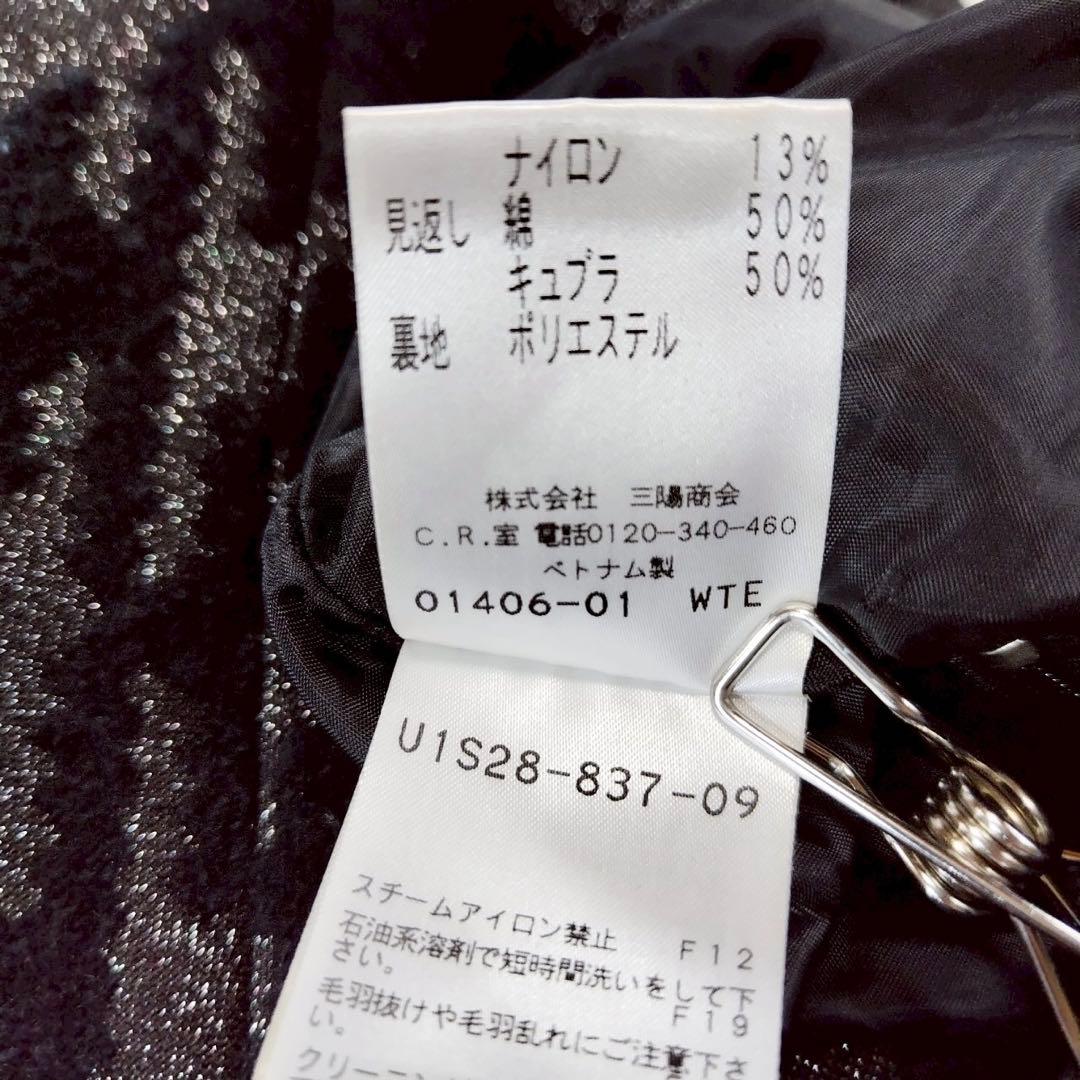 ナイロン 13%
見返し 綿 50%
キュプラ 50%
裏地 ポリエステル
株式会社 三陽商会
C.R.室 電話0120-340-460
ベトナム製
01406-01 WTE
U1S28-837-09
スチームアイロン禁止 F12
石油系溶剤で短時間洗いをして下
さい。 F19
毛羽抜けや毛羽乱れにご注意下さ
い。
クリーニン